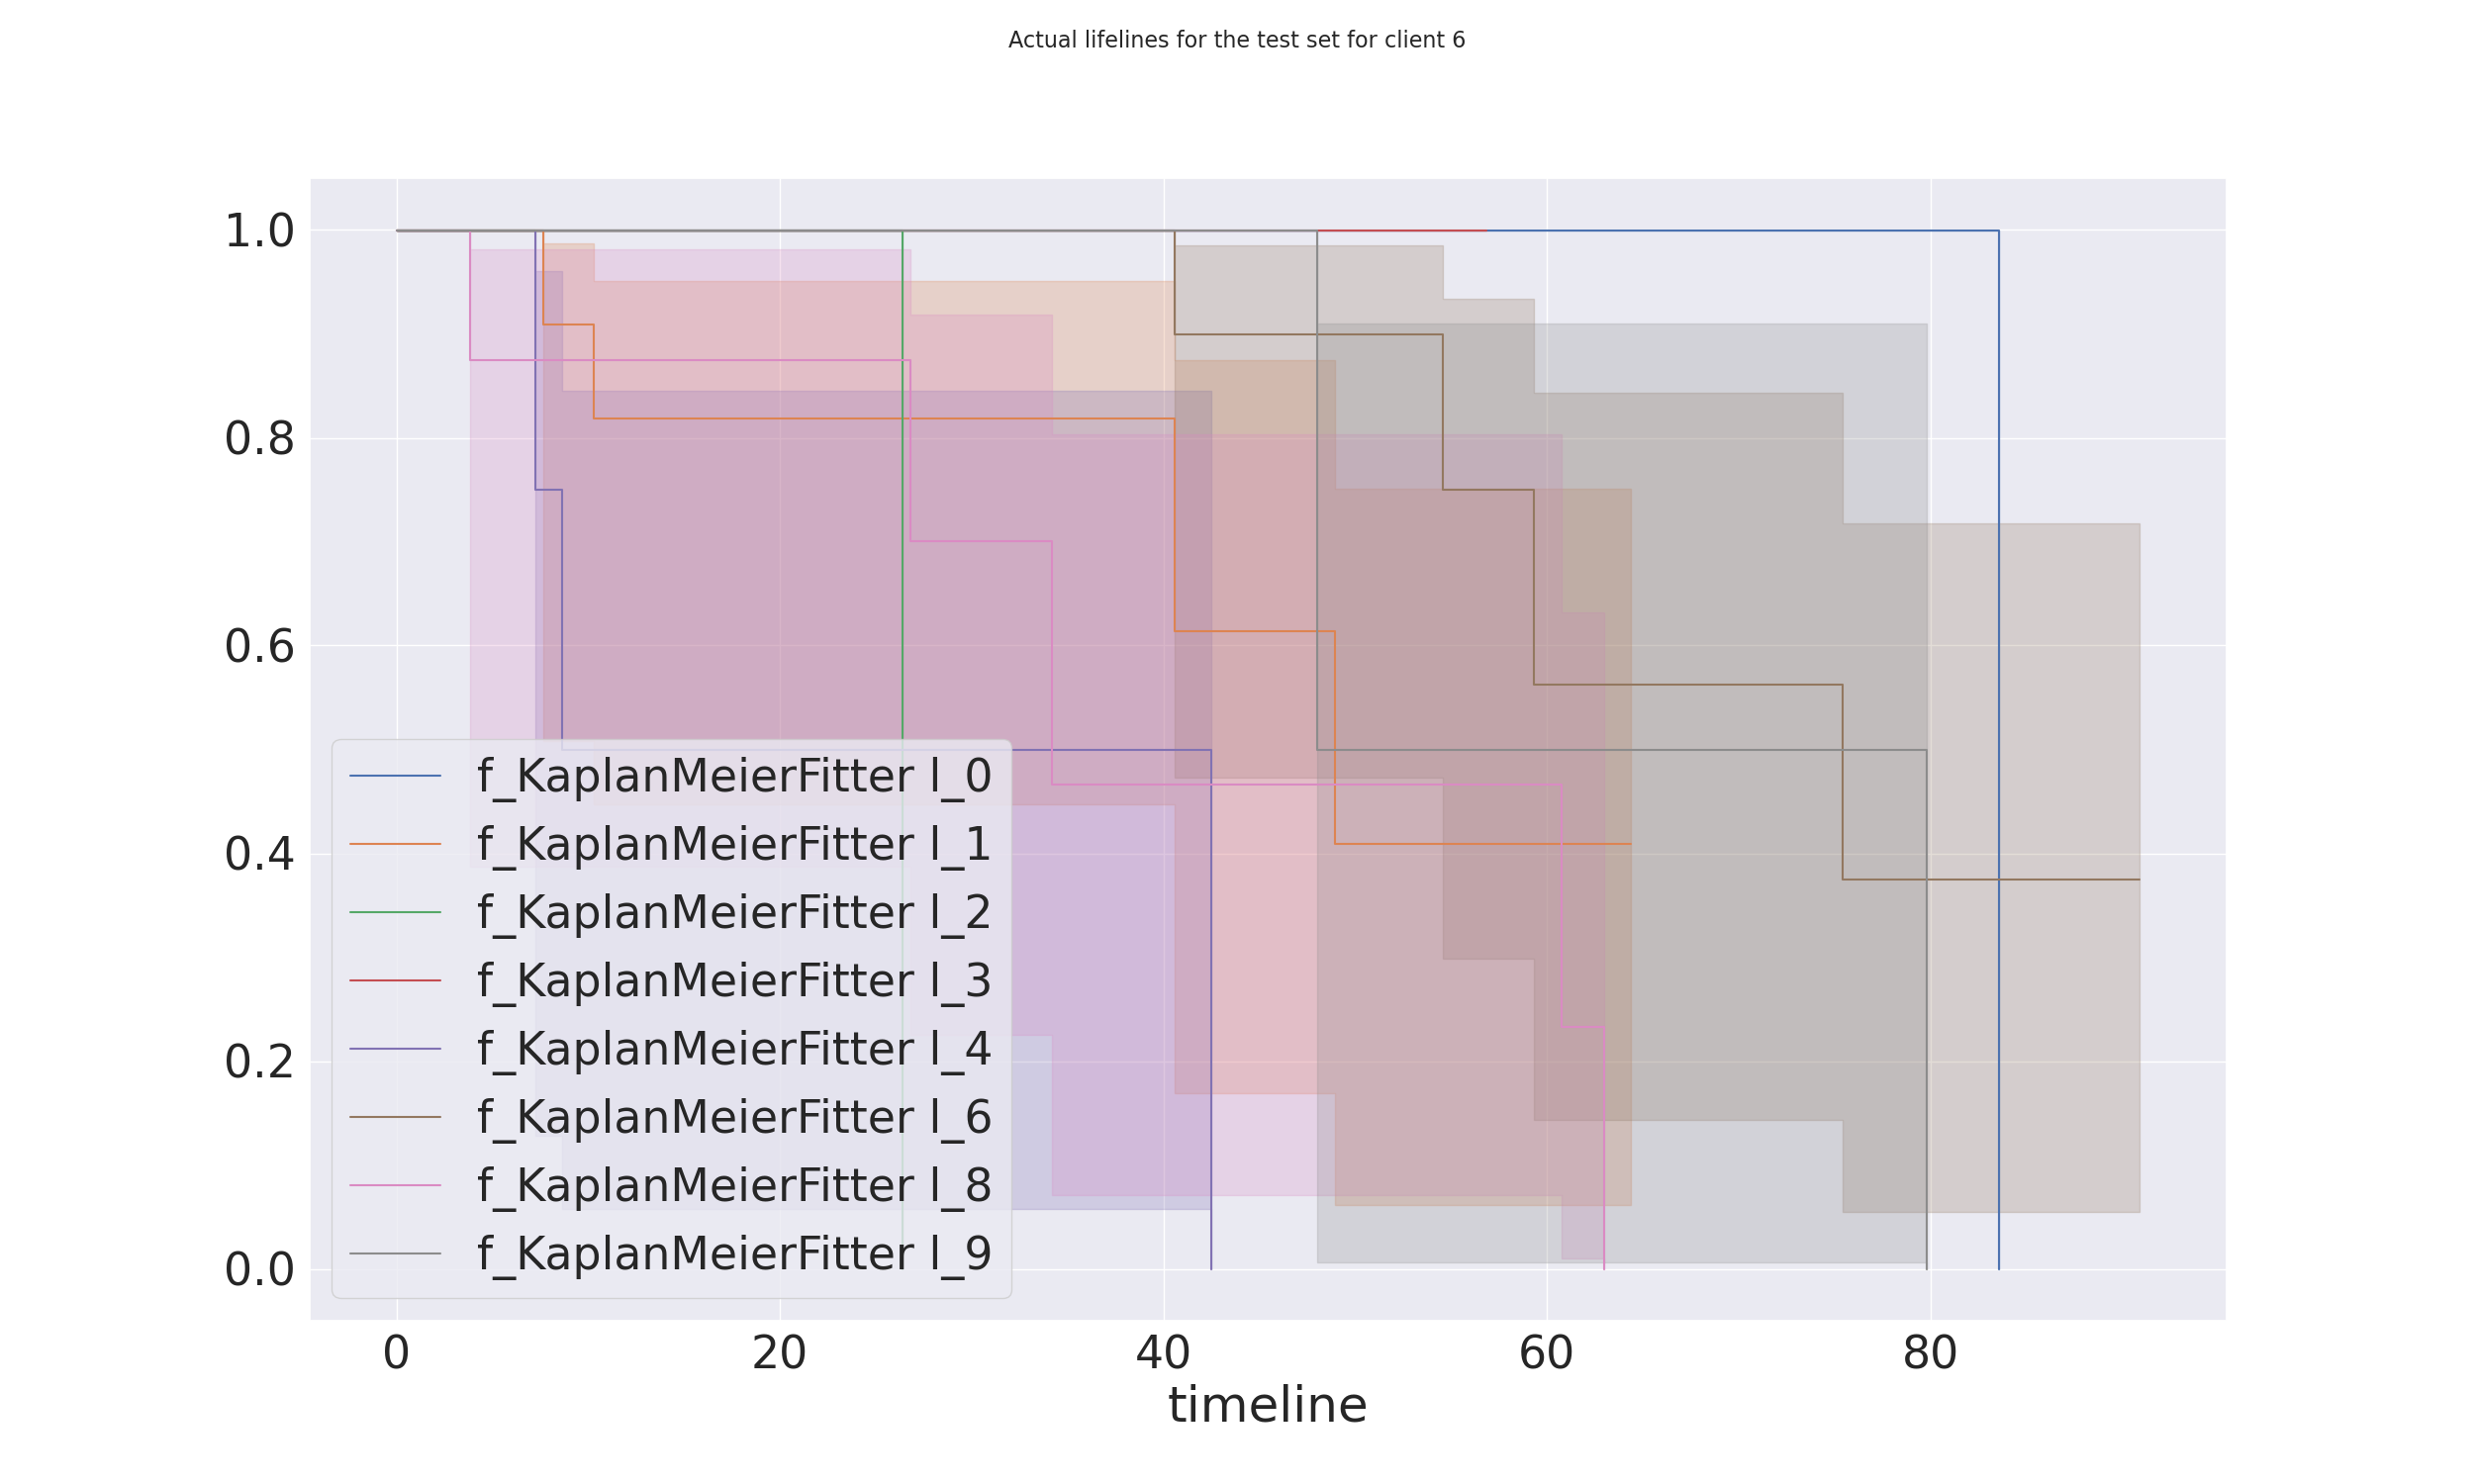 Actual lifelines for the test set for client 6
1.0
0.8
0.6
0.4
0.2
0.0
f_KaplanMeierFitter l_0
f_KaplanMeierFitter l_1
f_KaplanMeierFitter l_2
f_KaplanMeierFitter l_3
f_KaplanMeierFitter l_4
f_KaplanMeierFitter l_6
f_KaplanMeierFitter l_8
f_KaplanMeierFitter l_9
0 20 40 60 80
timeline